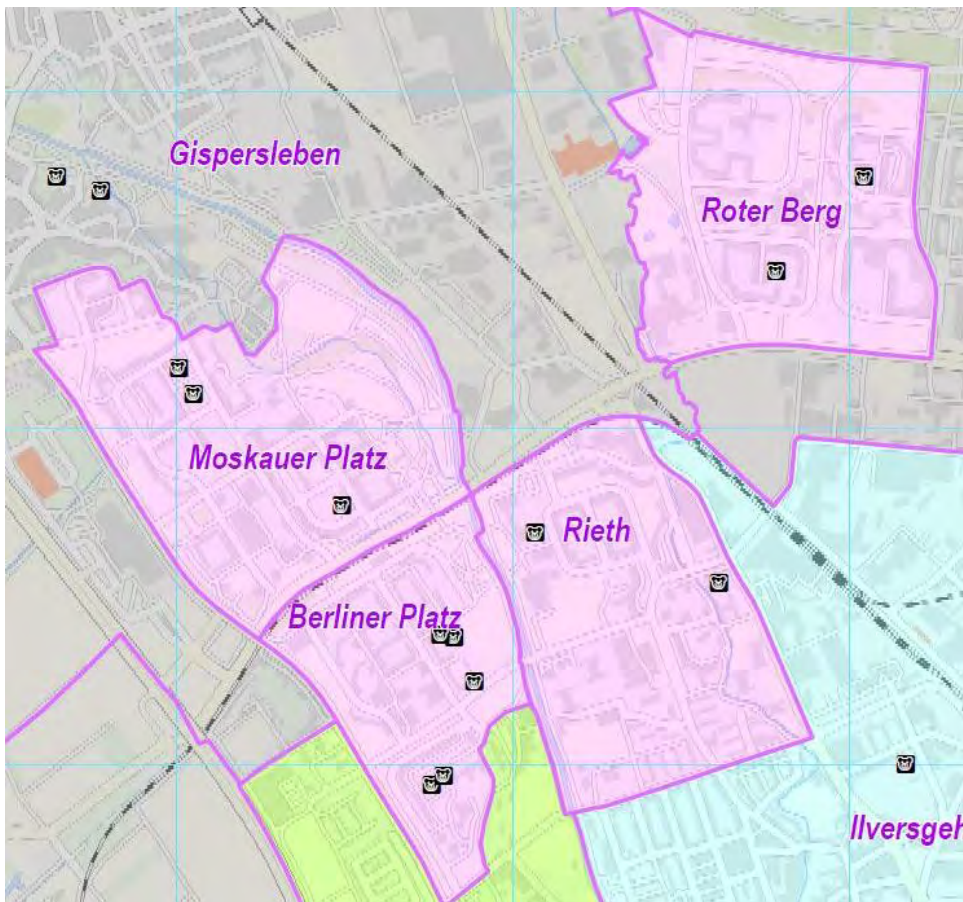 Gispersleben
Roter Berg
Moskauer Platz
Rieth
Berliner Platz
Ilversgeh